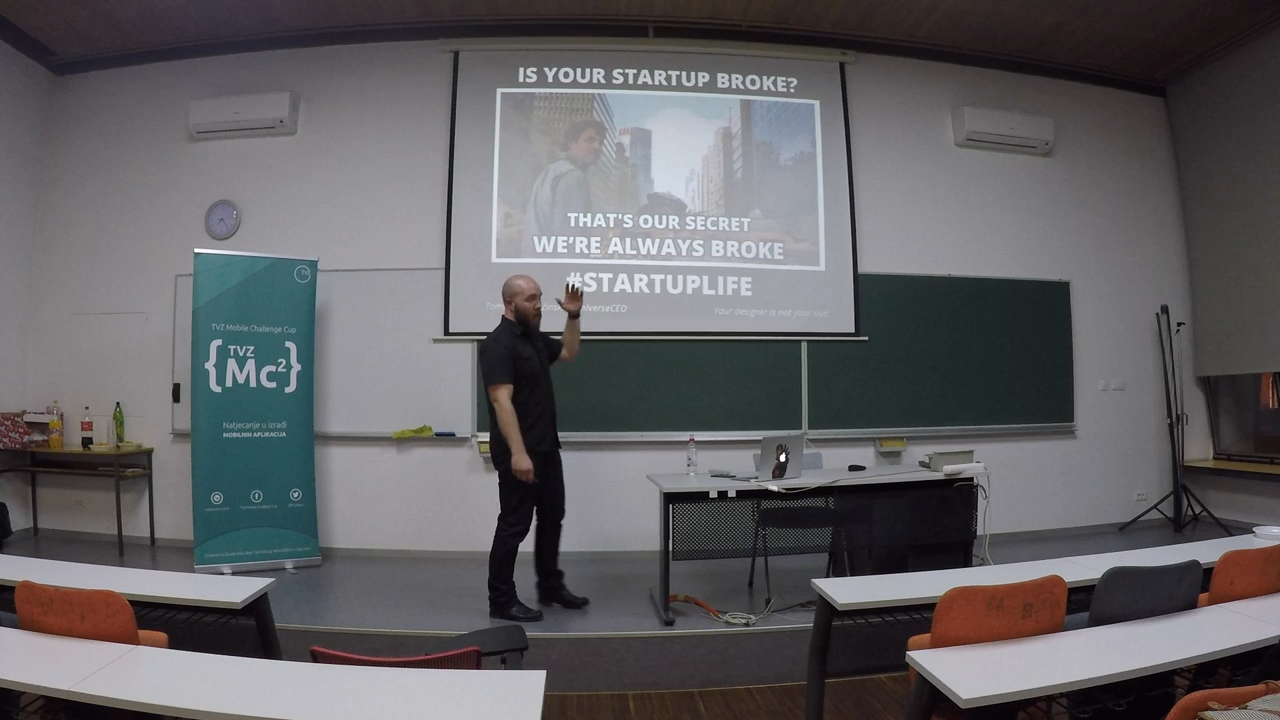 IS YOUR STARTUP BROKE?
THAT'S OUR SECRET
WE'RE ALWAYS BROKE
#STARTUPLIFE
Your designer is not your slut!
TVZ Mobile Challenge Cup
{TVZ
Mc²}
Natjecanje u izradi
MOBILNIH APLIKACIJA